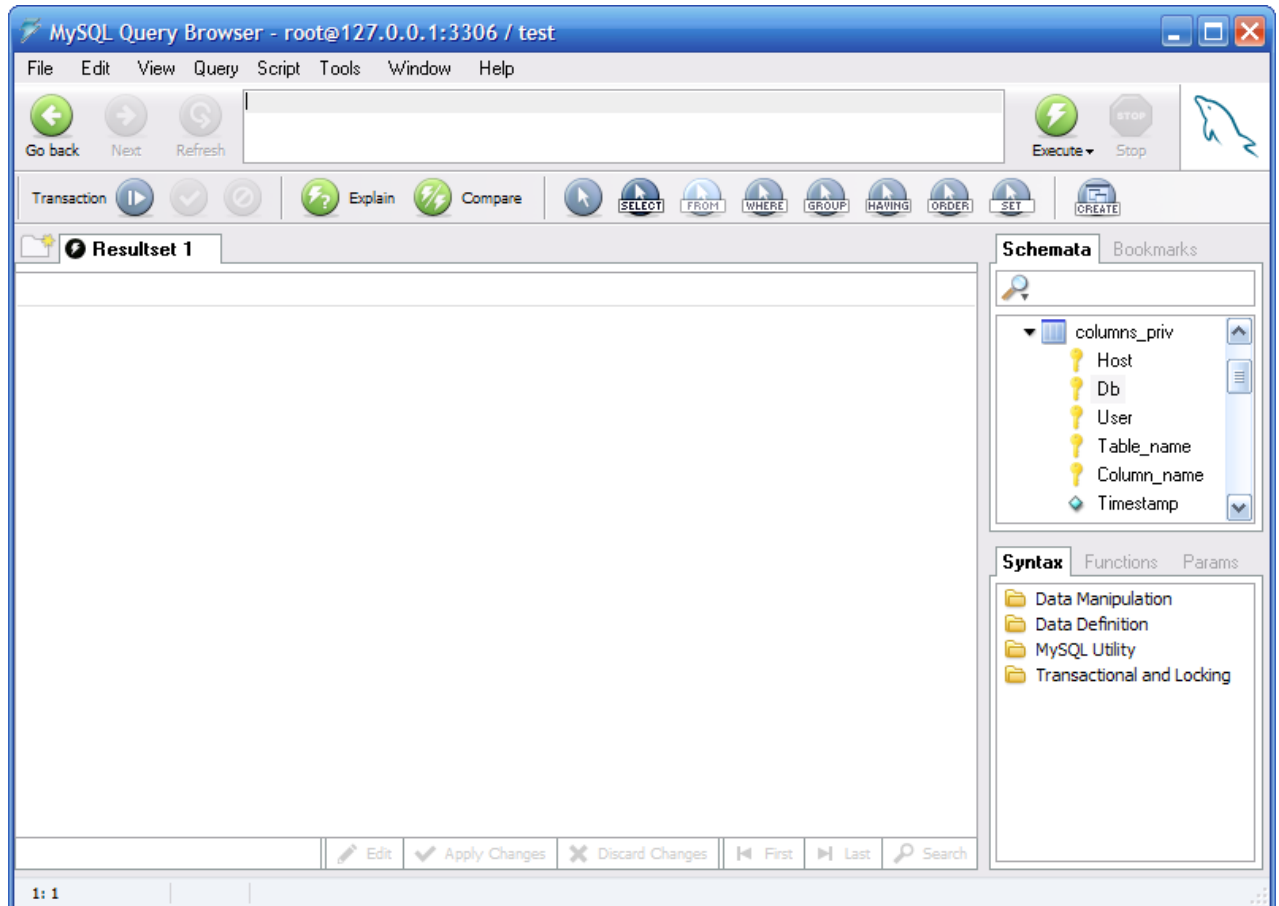 MySQL Query Browser - root@127.0.0.1:3306 / test
File Edit View Query Script Tools Window Help
Go back Next Refresh Execute STOP Stop
Transaction Explain Compare SELECT FROM WHERE GROUP HAVING ORDER SET CREATE
Resultset 1
Schemata Bookmarks
columns_priv
Host
Db
User
Table_name
Column_name
Timestamp
Syntax Functions Params
Data Manipulation
Data Definition
MySQL Utility
Transactional and Locking
Edit Apply Changes Discard Changes First Last Search
1: 1